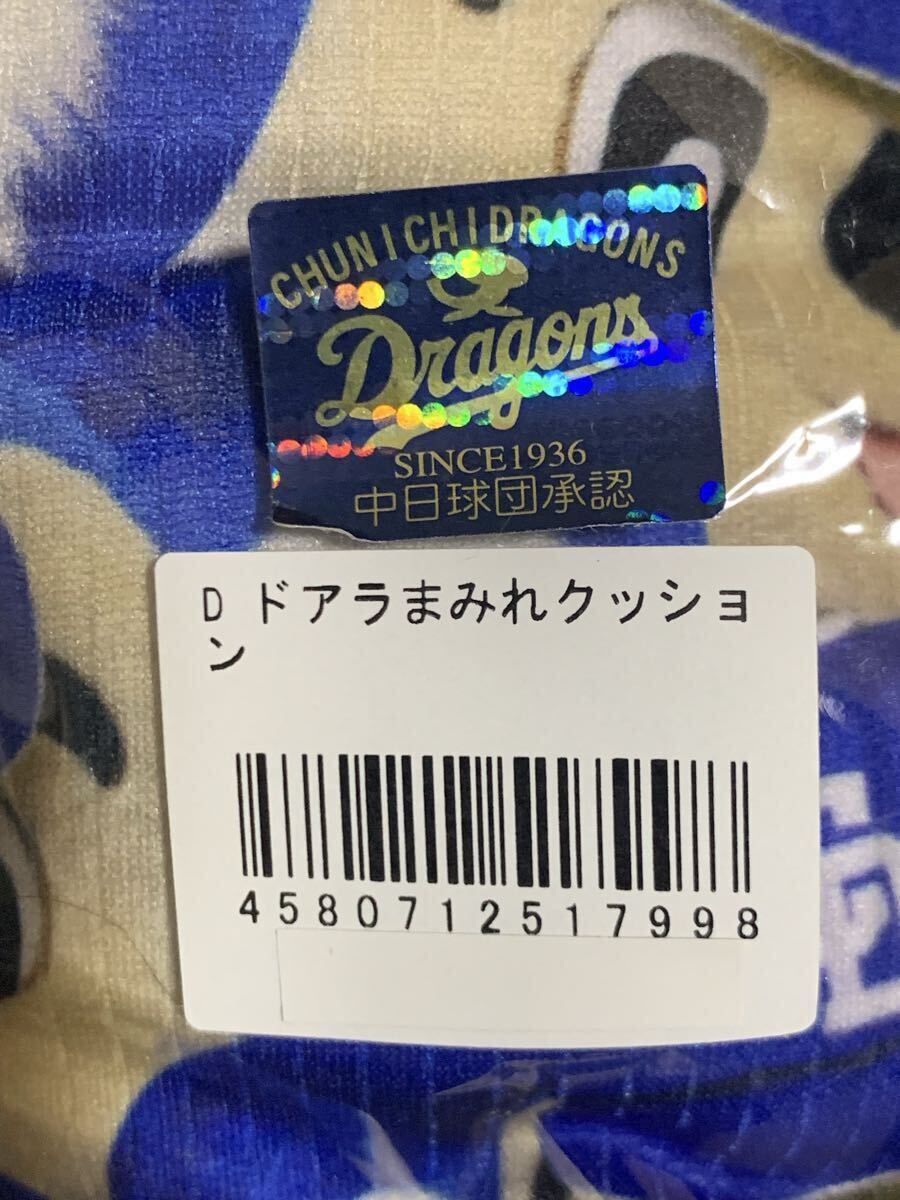 CHUNICHIDRAGONS
Dragons
SINCE1936
中日球団承認
D ドアラまみれクッショ
ン
4580712517998